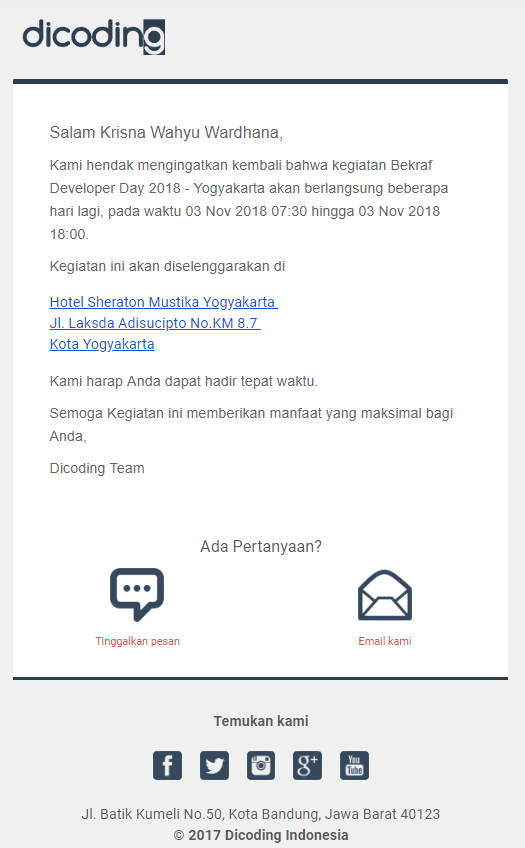 dicoding
Salam Krisna Wahyu Wardhana,
Kami hendak mengingatkan kembali bahwa kegiatan Bekraf
Developer Day 2018 - Yogyakarta akan berlangsung beberapa
hari lagi, pada waktu 03 Nov 2018 07:30 hingga 03 Nov 2018
18:00.
Kegiatan ini akan diselenggarakan di
Hotel Sheraton Mustika Yogyakarta
Jl. Laksda Adisucipto No.KM 8.7
Kota Yogyakarta
Kami harap Anda dapat hadir tepat waktu.
Semoga Kegiatan ini memberikan manfaat yang maksimal bagi
Anda,
Dicoding Team
Ada Pertanyaan?
Tinggalkan pesan
Email kami
Temukan kami
f
g+
You Tube
Jl. Batik Kumeli No.50, Kota Bandung, Jawa Barat 40123
© 2017 Dicoding Indonesia